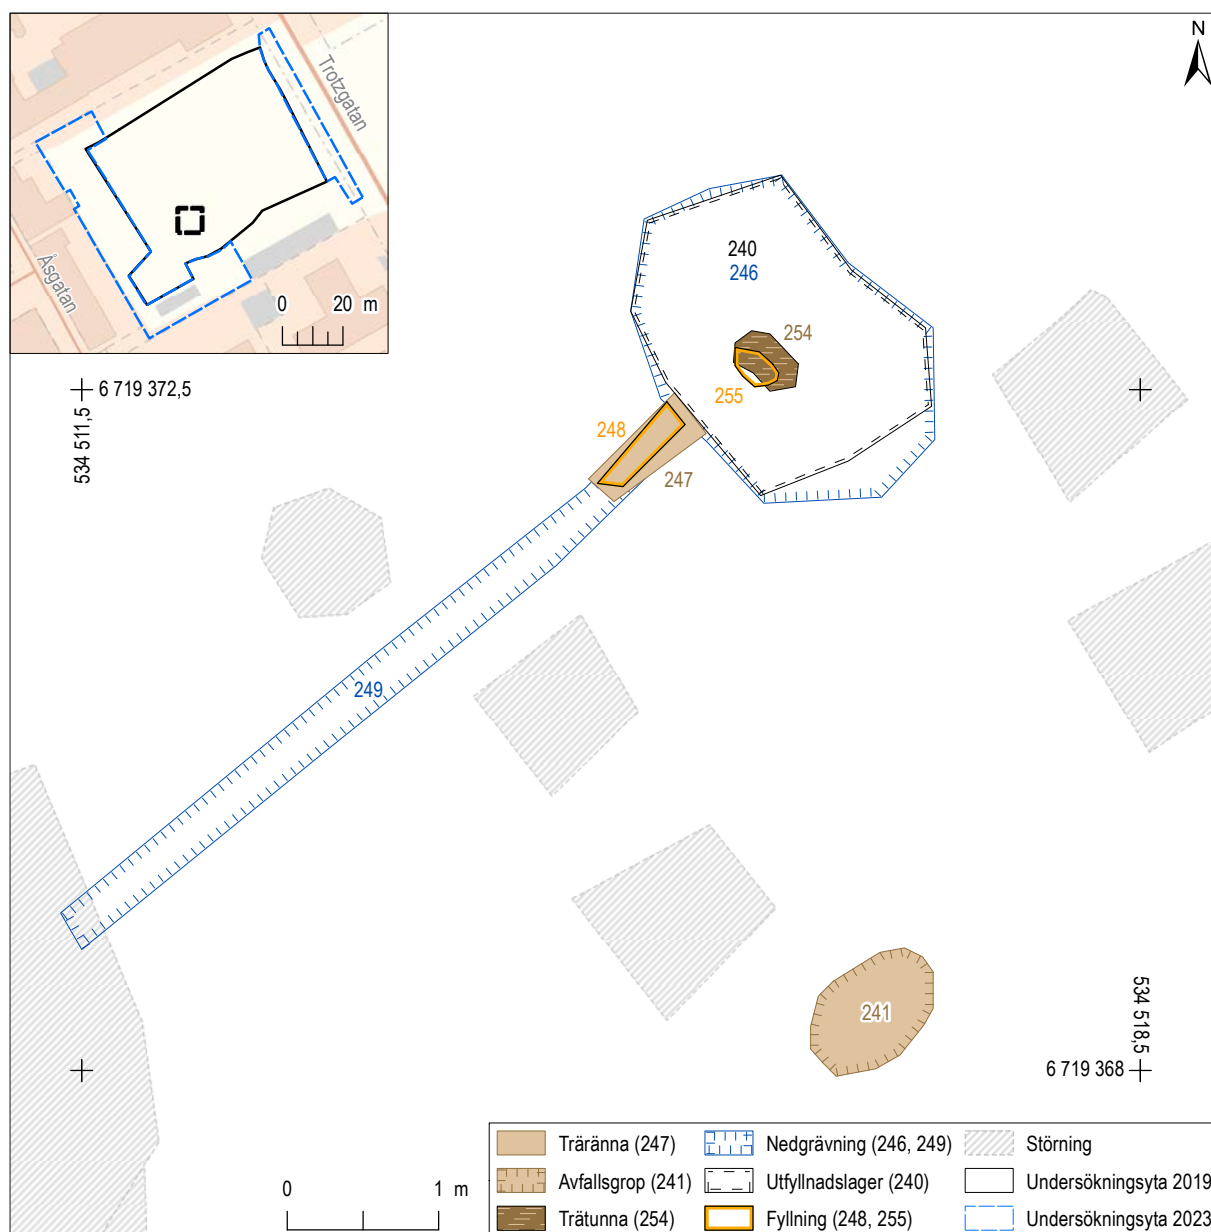 N
Trotzgatan
Åsgatan
0 20 m
6 719 372,5
534 511,5
240
246
254
255
248
247
249
241
534 518,5
6 719 368
0 1 m
Träränna (247)
Avfallsgrop (241)
Trätunna (254)
Nedgrävning (246, 249)
Utfyllnadslager (240)
Fyllning (248, 255)
Störning
Undersökningsyta 2019
Undersökningsyta 2023